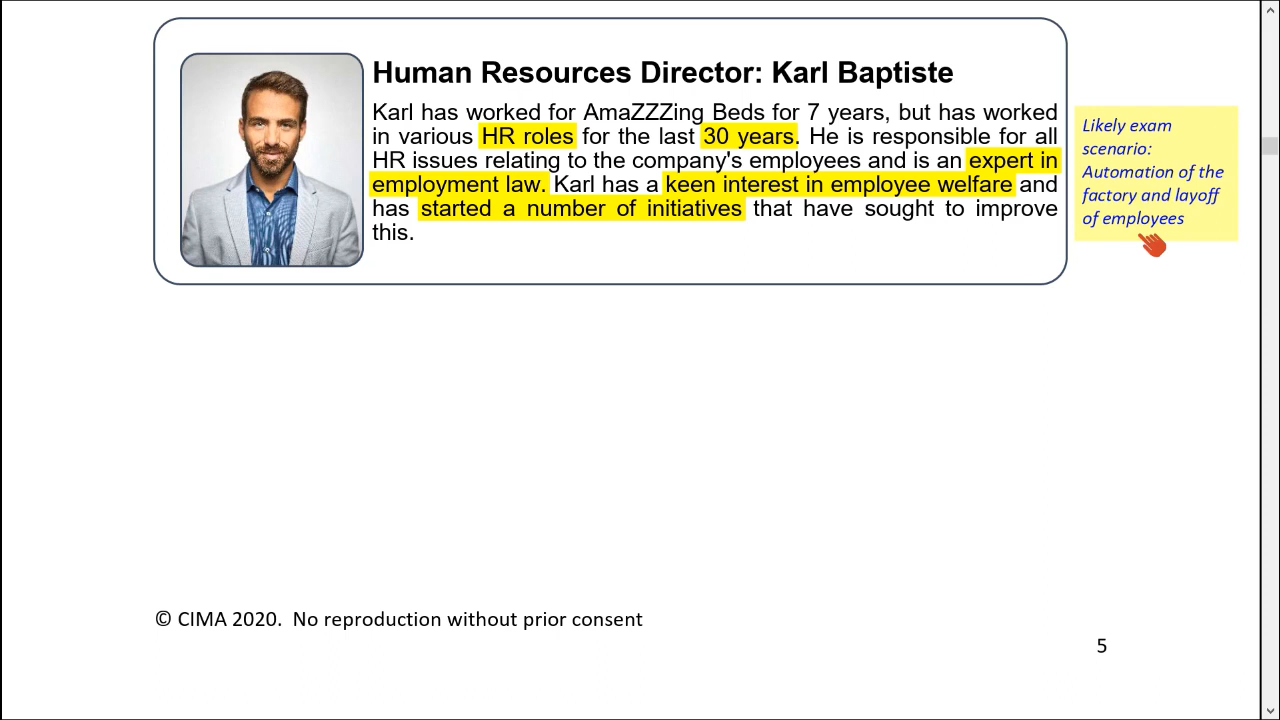 Human Resources Director: Karl Baptiste
Karl has worked for AmaZZZing Beds for 7 years, but has worked
in various HR roles for the last 30 years. He is responsible for all
HR issues relating to the company's employees and is an expert in
employment law. Karl has a keen interest in employee welfare and
has started a number of initiatives that have sought to improve
this.
Likely exam
scenario:
Automation of the
factory and layoff
of employees
© CIMA 2020. No reproduction without prior consent
5